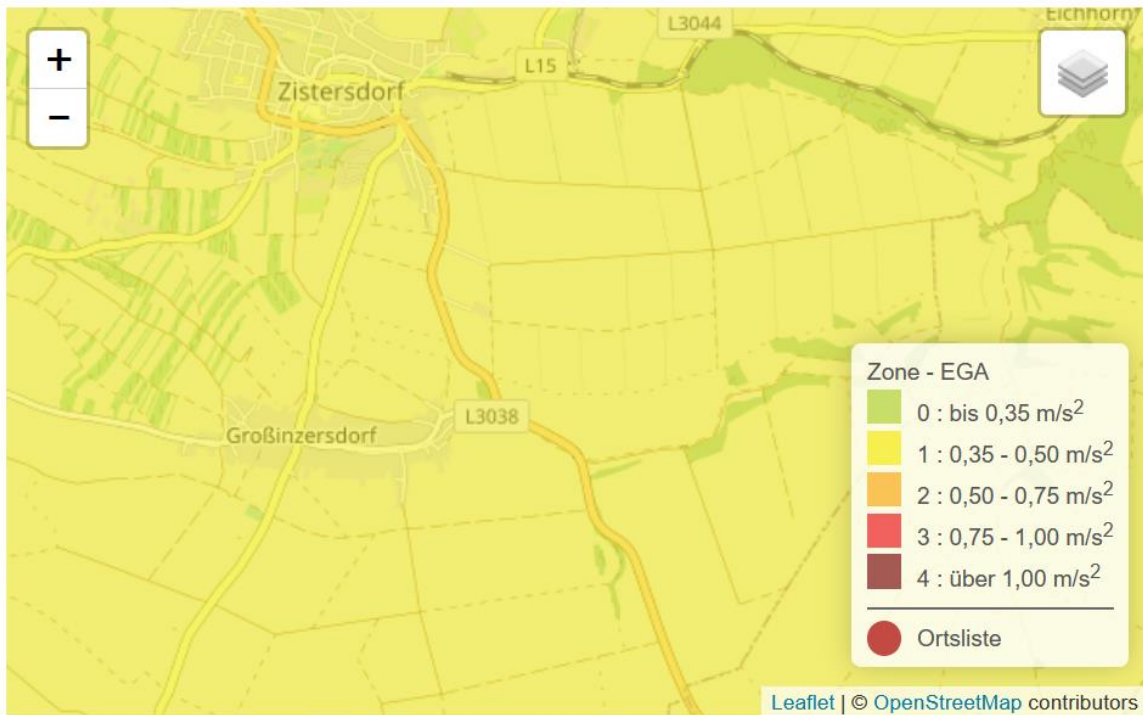 L3044
Eichhorn
+
L15
Zistersdorf
−
Zone - EGA
0 : bis 0,35 m/s²
1 : 0,35 - 0,50 m/s²
L3038
Großinzersdorf
2 : 0,50 - 0,75 m/s²
3 : 0,75 - 1,00 m/s²
4 : über 1,00 m/s²
Ortsliste
Leaflet | © OpenStreetMap contributors